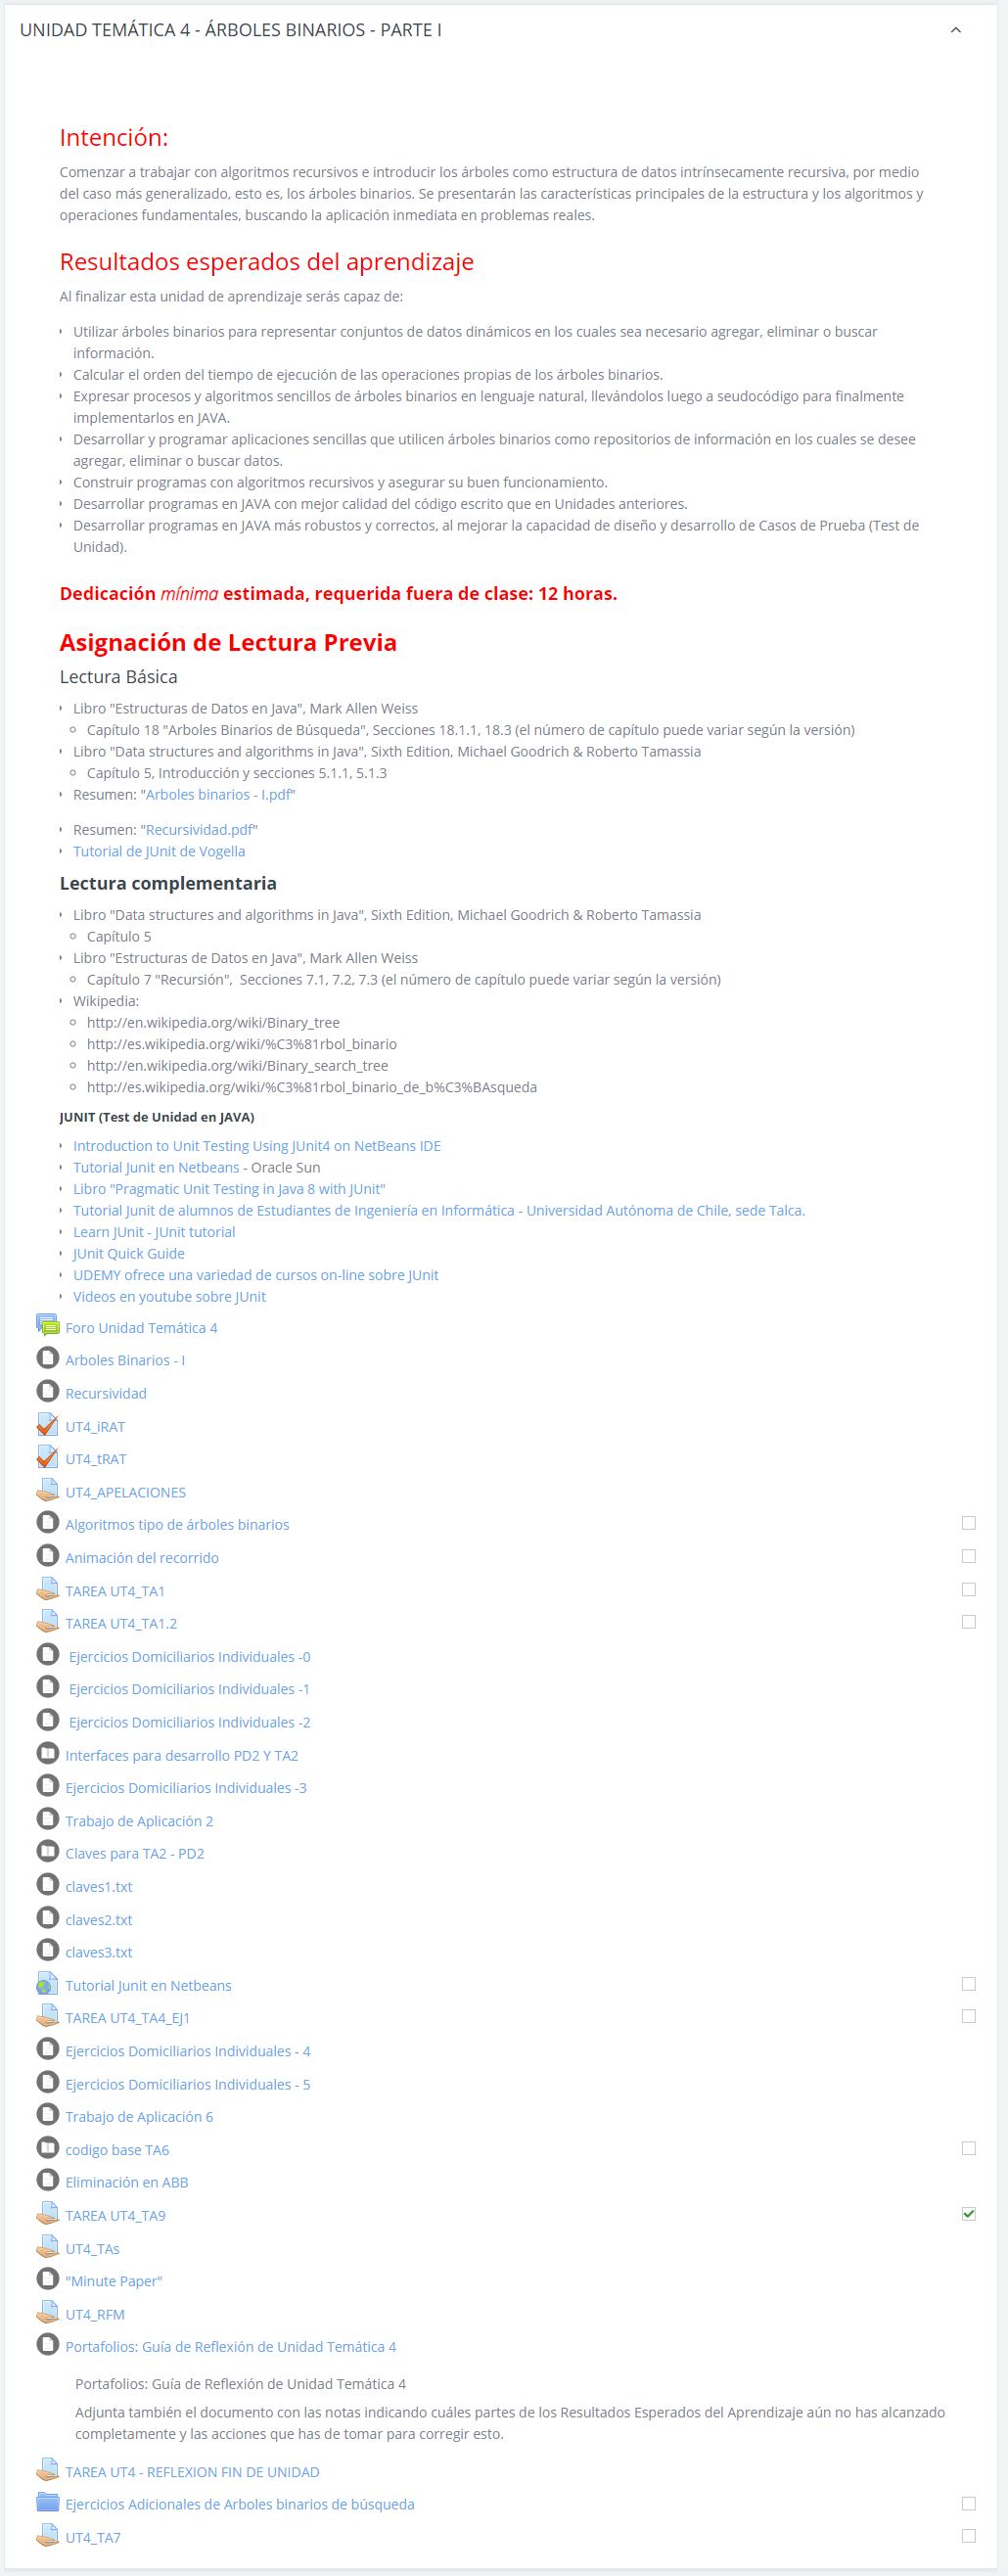 UNIDAD TEMÁTICA 4 - ÁRBOLES BINARIOS - PARTE I
Intención:
Comenzar a trabajar con algoritmos recursivos e introducir los árboles como estructura de datos intrínsecamente recursiva, por medio
del caso más generalizado, esto es, los árboles binarios. Se presentarán las características principales de la estructura y los algoritmos y
operaciones fundamentales, buscando la aplicación inmediata en problemas reales.
Resultados esperados del aprendizaje
Al finalizar esta unidad de aprendizaje serás capaz de:
Utilizar árboles binarios para representar conjuntos de datos dinámicos en los cuales sea necesario agregar, eliminar o buscar
información.
Calcular el orden del tiempo de ejecución de las operaciones propias de los árboles binarios.
Expresar procesos y algoritmos sencillos de árboles binarios en lenguaje natural, llevándolos luego a seudocódigo para finalmente
implementarlos en JAVA.
Desarrollar y programar aplicaciones sencillas que utilicen árboles binarios como repositorios de información en los cuales se desee
agregar, eliminar o buscar datos.
Construir programas con algoritmos recursivos y asegurar su buen funcionamiento.
Desarrollar programas en JAVA con mejor calidad del código escrito que en Unidades anteriores.
Desarrollar programas en JAVA más robustos y correctos, al mejorar la capacidad de diseño y desarrollo de Casos de Prueba (Test de
Unidad).
Dedicación mínima estimada, requerida fuera de clase: 12 horas.
Asignación de Lectura Previa
Lectura Básica
Libro "Estructuras de Datos en Java", Mark Allen Weiss
Capítulo 18 "Arboles Binarios de Búsqueda", Secciones 18.1.1, 18.3 (el número de capítulo puede variar según la versión)
Libro "Data structures and algorithms in Java", Sixth Edition, Michael Goodrich & Roberto Tamassia
Capítulo 5, Introducción y secciones 5.1.1, 5.1.3
Resumen: "Arboles binarios - I.pdf"
Resumen: "Recursividad.pdf"
Tutorial de JUnit de Vogella
Lectura complementaria
Libro "Data structures and algorithms in Java", Sixth Edition, Michael Goodrich & Roberto Tamassia
Capítulo 5
Libro "Estructuras de Datos en Java", Mark Allen Weiss
Capítulo 7 "Recursión",  Secciones 7.1, 7.2, 7.3 (el número de capítulo puede variar según la versión)
Wikipedia:
http://en.wikipedia.org/wiki/Binary_tree
http://es.wikipedia.org/wiki/%C3%81rbol_binario
http://en.wikipedia.org/wiki/Binary_search_tree
http://es.wikipedia.org/wiki/%C3%81rbol_binario_de_b%C3%BAsqueda
JUNIT (Test de Unidad en JAVA)
Introduction to Unit Testing Using JUnit4 on NetBeans IDE
Tutorial Junit en Netbeans - Oracle Sun
Libro "Pragmatic Unit Testing in Java 8 with JUnit"
Tutorial Junit de alumnos de Estudiantes de Ingeniería en Informática - Universidad Autónoma de Chile, sede Talca.
Learn JUnit - JUnit tutorial
JUnit Quick Guide
UDEMY ofrece una variedad de cursos on-line sobre JUnit
Videos en youtube sobre JUnit
Foro Unidad Temática 4
Arboles Binarios - I
Recursividad
UT4_iRAT
UT4_tRAT
UT4_APELACIONES
Algoritmos tipo de árboles binarios
Animación del recorrido
TAREA UT4_TA1
TAREA UT4_TA1.2
Ejercicios Domiciliarios Individuales -0
Ejercicios Domiciliarios Individuales -1
Ejercicios Domiciliarios Individuales -2
Interfaces para desarrollo PD2 Y TA2
Ejercicios Domiciliarios Individuales -3
Trabajo de Aplicación 2
Claves para TA2 - PD2
claves1.txt
claves2.txt
claves3.txt
Tutorial Junit en Netbeans
TAREA UT4_TA4_EJ1
Ejercicios Domiciliarios Individuales - 4
Ejercicios Domiciliarios Individuales - 5
Trabajo de Aplicación 6
codigo base TA6
Eliminación en ABB
TAREA UT4_TA9
UT4_TAs
"Minute Paper"
UT4_RFM
Portafolios: Guía de Reflexión de Unidad Temática 4
Portafolios: Guía de Reflexión de Unidad Temática 4
Adjunta también el documento con las notas indicando cuáles partes de los Resultados Esperados del Aprendizaje aún no has alcanzado
completamente y las acciones que has de tomar para corregir esto.
TAREA UT4 - REFLEXION FIN DE UNIDAD
Ejercicios Adicionales de Arboles binarios de búsqueda
UT4_TA7